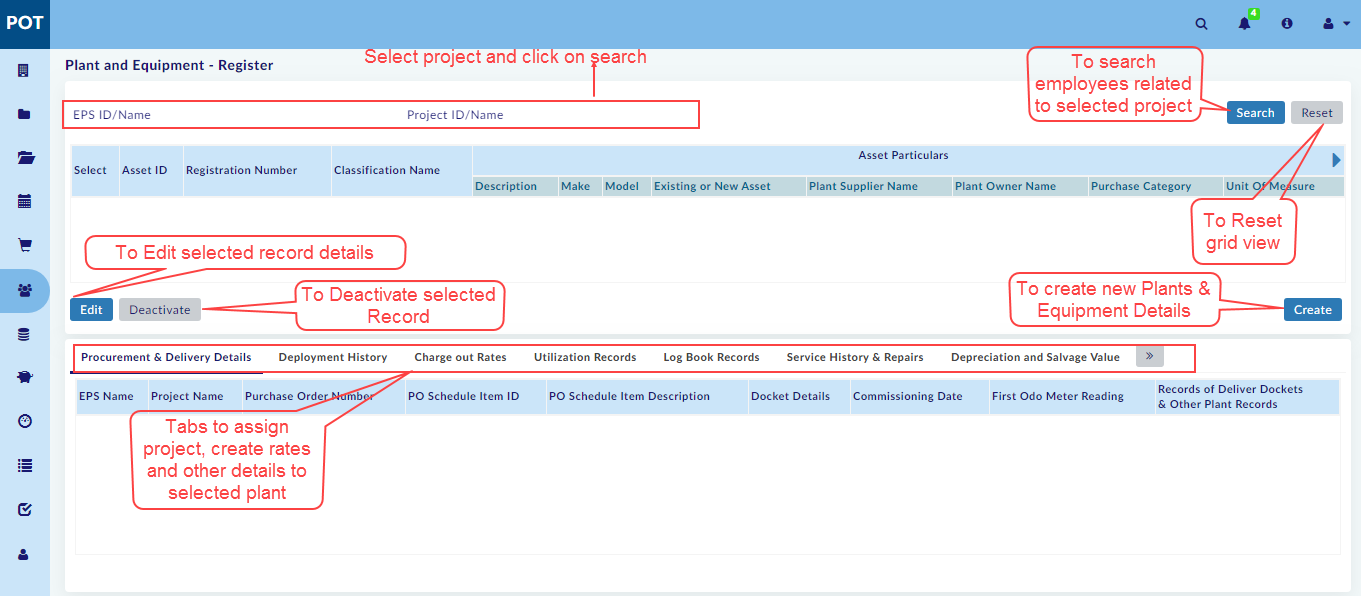 POT
4
Plant and Equipment - Register
Select project and click on search
To search
employees related
to selected project
EPS ID/Name
Project ID/Name
Search
Reset
Select
Asset ID
Registration Number
Classification Name
Asset Particulars
Description
Make
Model
Existing or New Asset
Plant Supplier Name
Plant Owner Name
Purchase Category
Unit Of Measure
To Reset
grid view
To Edit selected record details
To Deactivate selected
Record
To create new Plants &
Equipment Details
Edit
Deactivate
Create
Procurement & Delivery Details
Deployment History
Charge out Rates
Utilization Records
Log Book Records
Service History & Repairs
Depreciation and Salvage Value
»
EPS Name
Project Name
Purchase Order Number
PO Schedule Item ID
PO Schedule Item Description
Docket Details
Commissioning Date
First Odo Meter Reading
Records of Deliver Dockets
& Other Plant Records
Tabs to assign
project, create rates
and other details to
selected plant